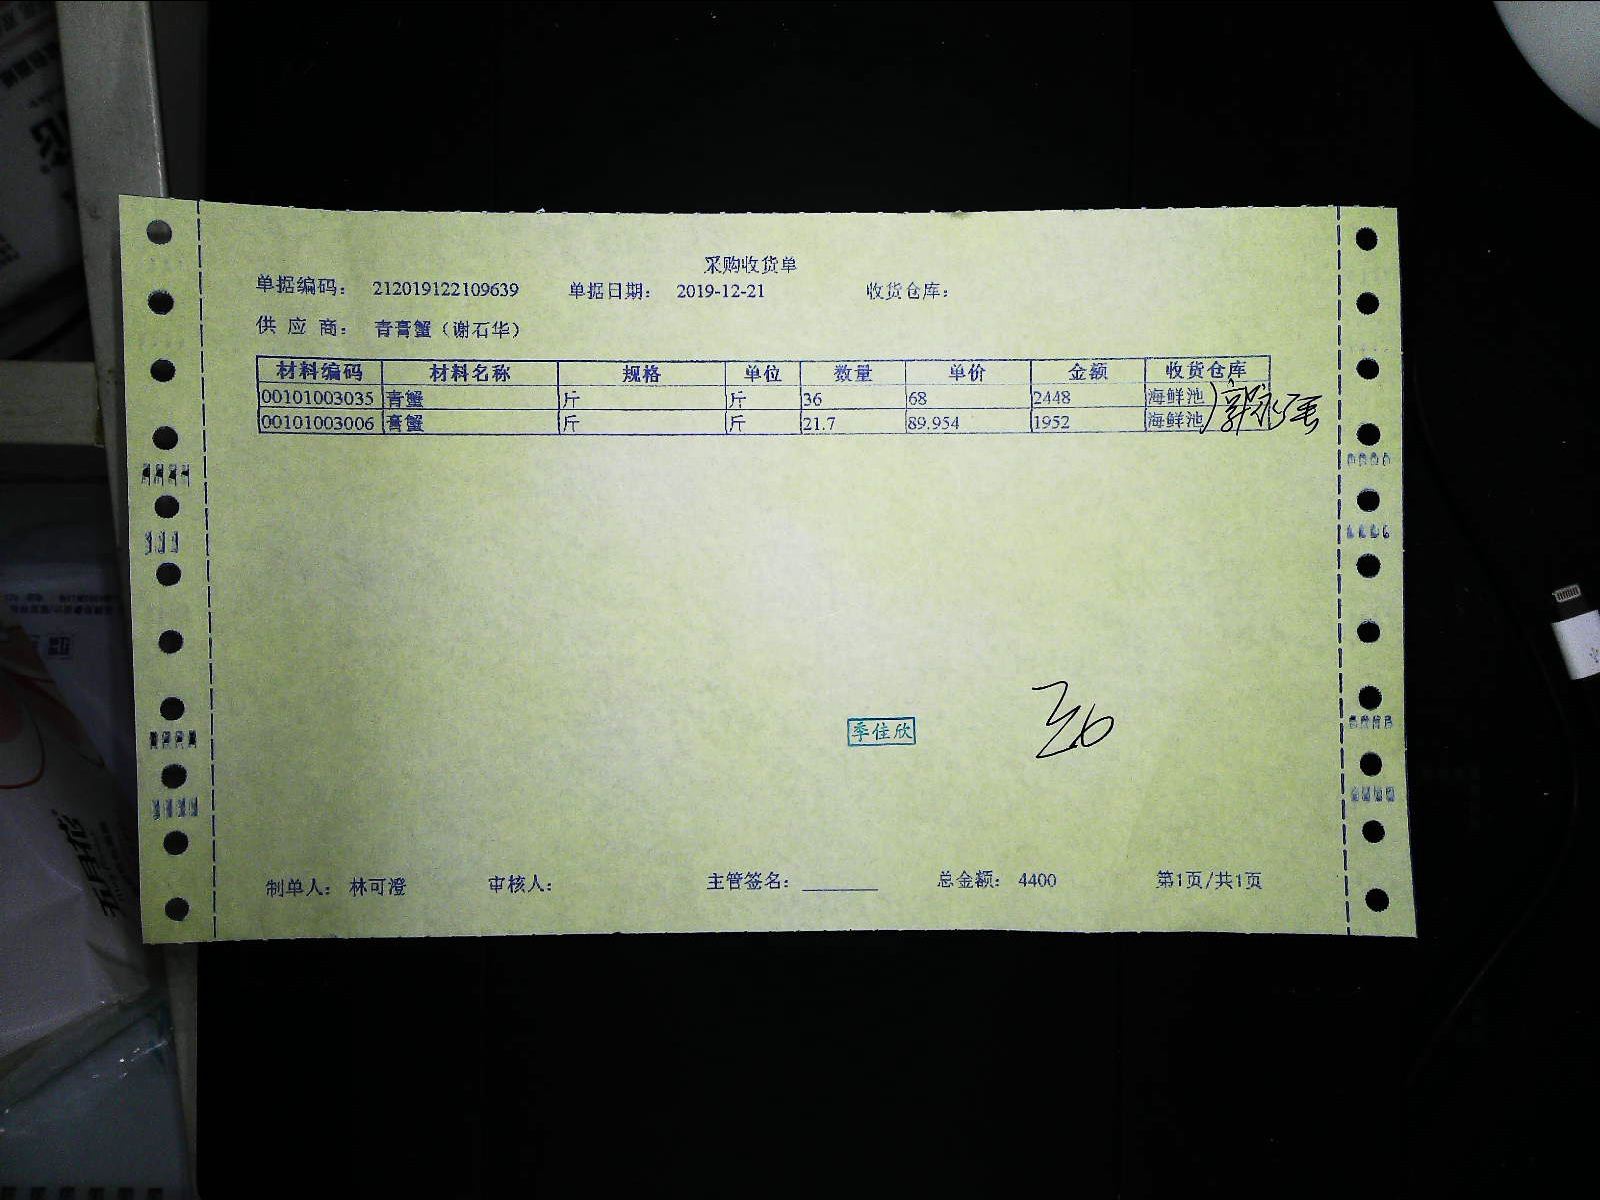 采购收货单
单据编码： 212019122109639 单据日期： 2019-12-21 收货仓库：
供 应 商： 青膏蟹（谢石华）
材料编码 材料名称 规格 单位 数量 单价 金额 收货仓库
00101003035 青蟹 斤 斤 36 68 2448 海鲜池
00101003006 膏蟹 斤 斤 21.7 89.954 1952 海鲜池
季佳欣
制单人： 林可澄 审核人： 主管签名：________ 总金额： 4400 第1页/共1页